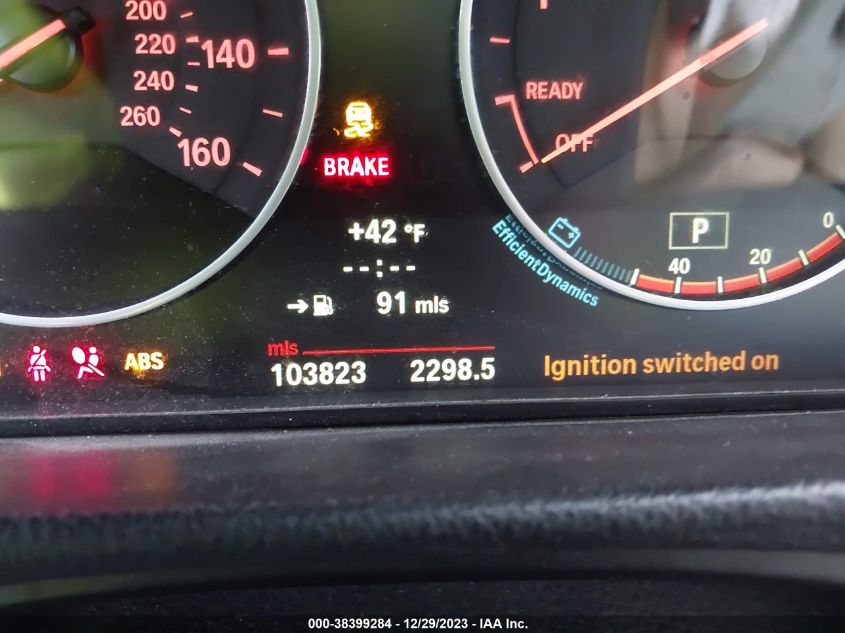 200
220
240
260
140
160
BRAKE
READY
OFF
+42 °F
--:--
91 mls
EfficientDynamics
P
40
20
0
ABS
mls
103823 2298.5
Ignition switched on
000-38399284 - 12/29/2023 - IAA Inc.